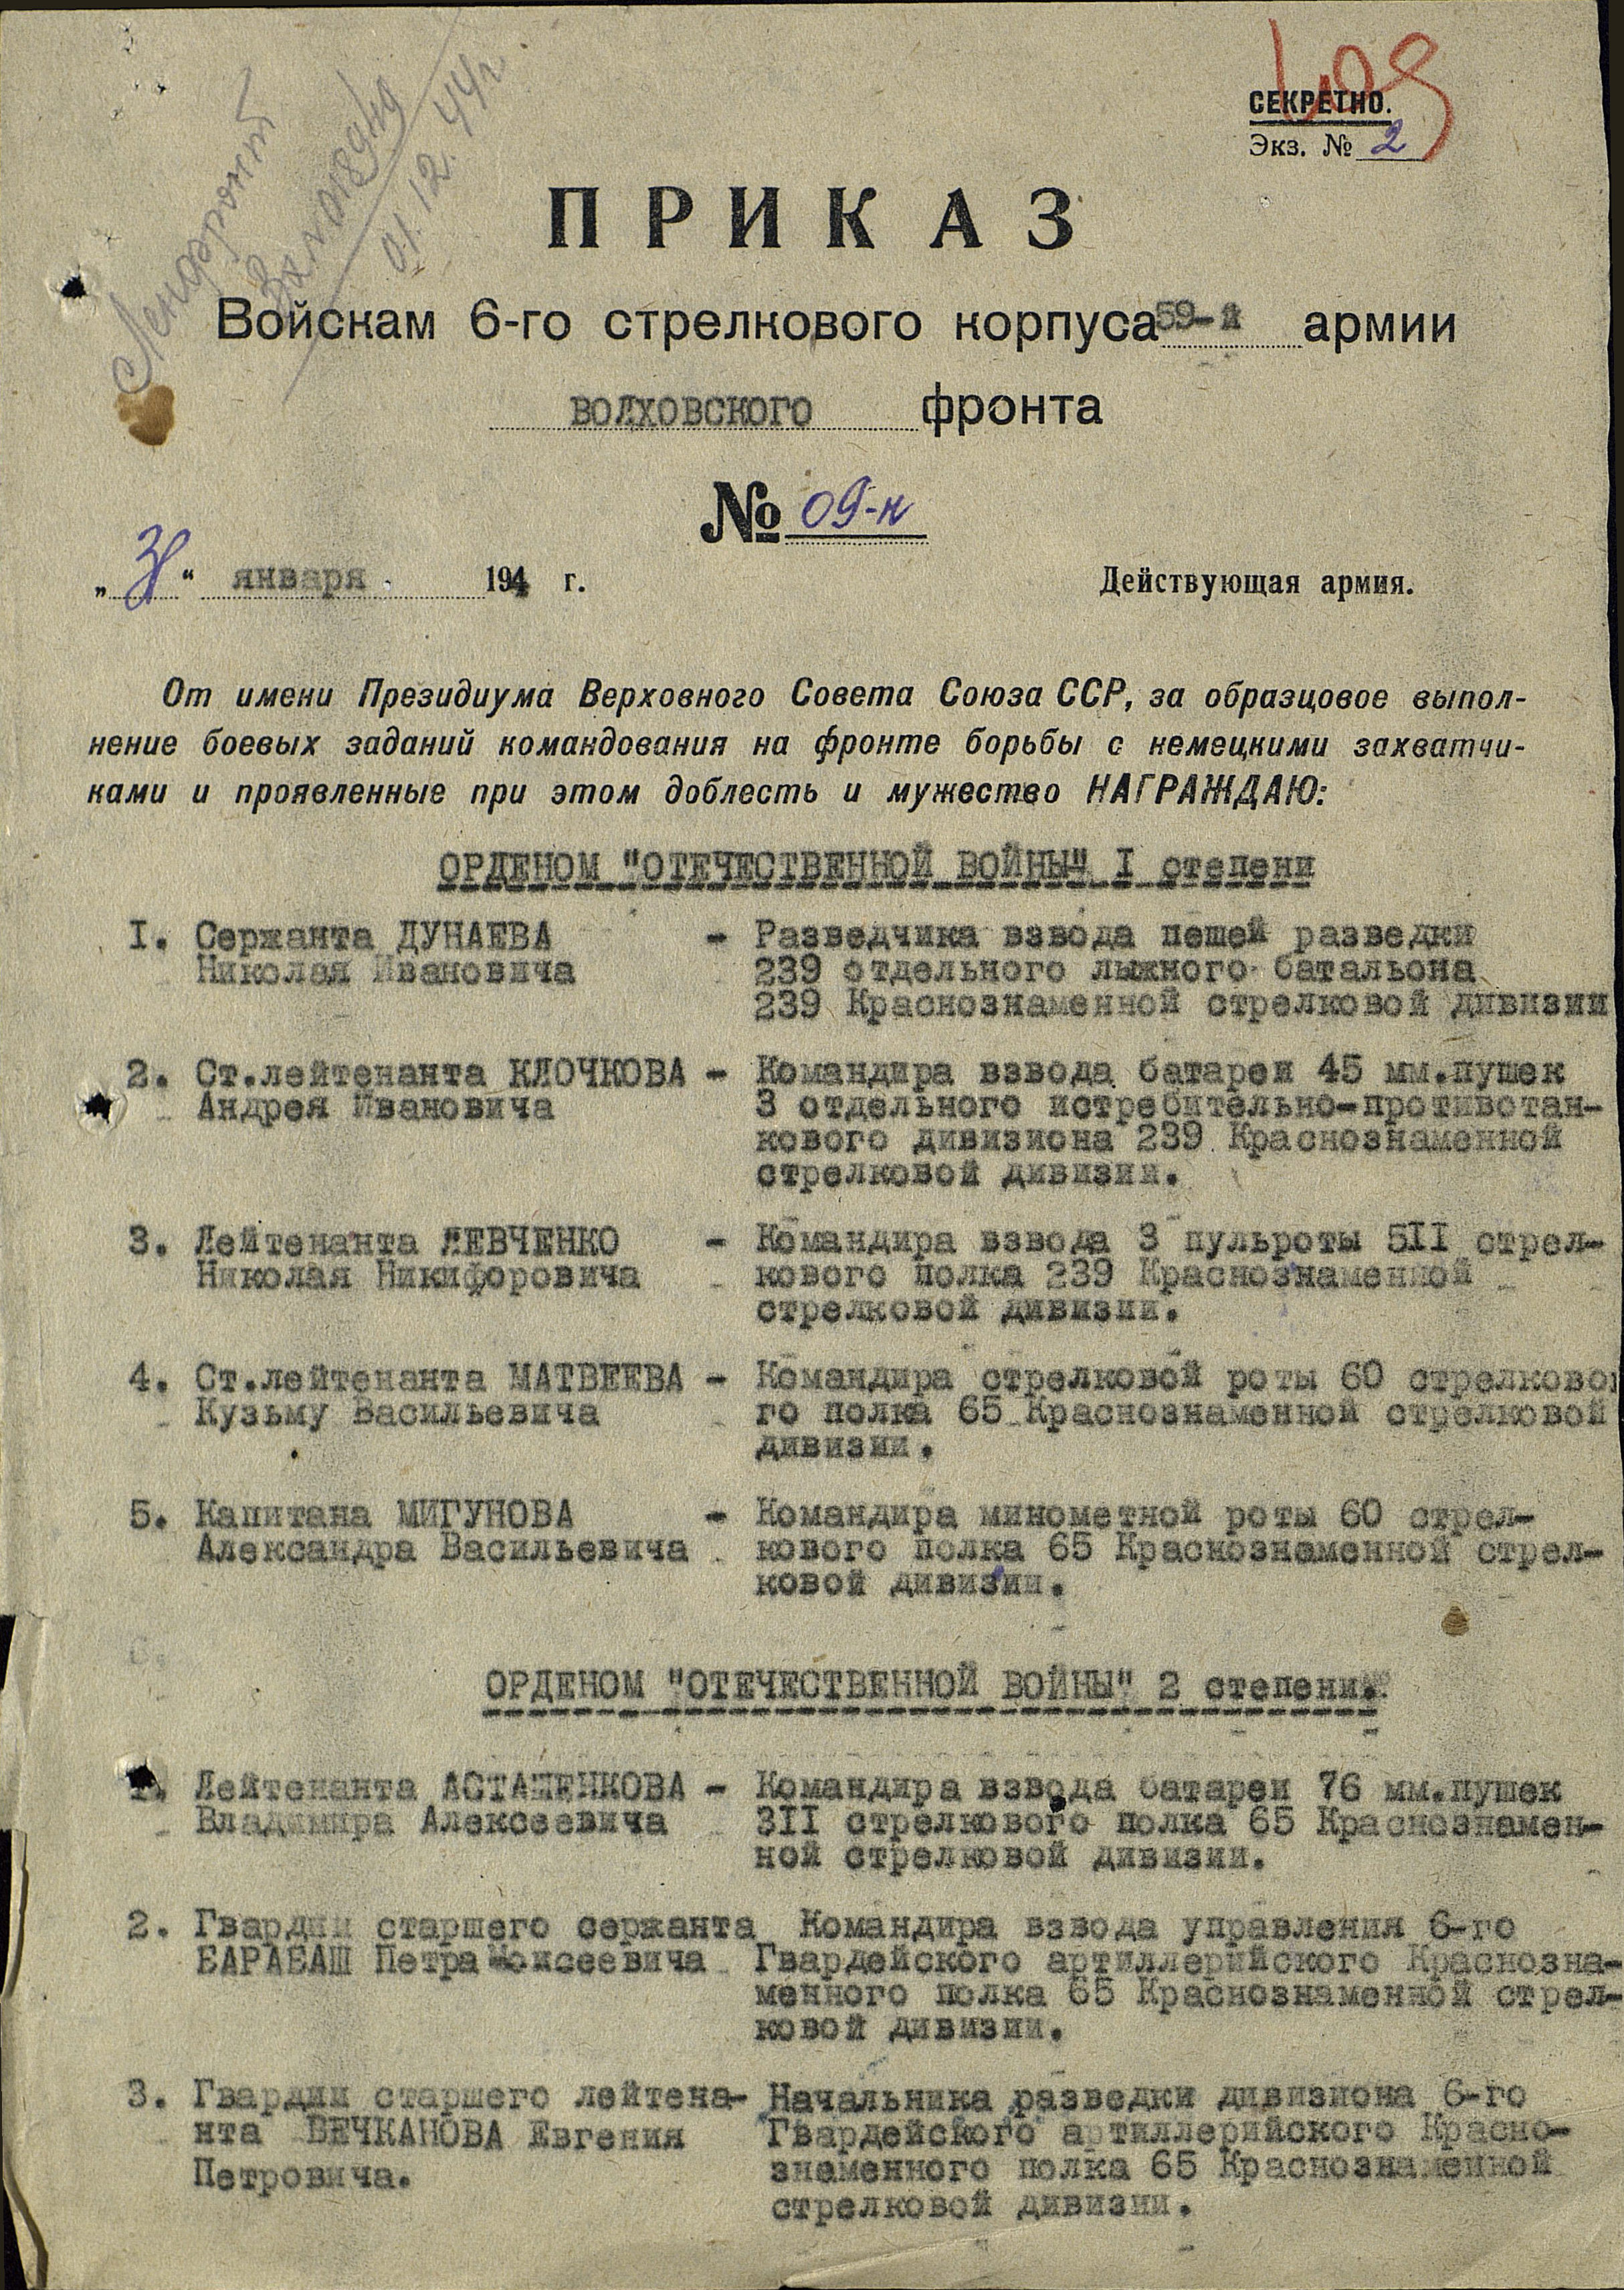 Ленфронт
01.12.44г
СЕКРЕТНО.
Экз. № 2
ПРИКАЗ
Войскам 6-го стрелкового корпуса 59-й армии
ВОЛХОВСКОГО фронта
№ 09-н
„31“ января 1944 г. Действующая армия.
От имени Президиума Верховного Совета Союза ССР, за образцовое выпол-
нение боевых заданий командования на фронте борьбы с немецкими захватчи-
ками и проявленные при этом доблесть и мужество НАГРАЖДАЮ:
ОРДЕНОМ "ОТЕЧЕСТВЕННОЙ ВОЙНЫ" I степени
I. Сержанта ДУНАЕВА - Разведчика взвода пешей разведки
Николая Ивановича 239 отдельного лыжного батальона
239 Краснознаменной стрелковой дивизии
2. Ст.лейтенанта КЛОЧКОВА - Командира взвода батареи 45 мм.пушек
Андрея Ивановича 3 отдельного истребительно-противотан-
кового дивизиона 239 Краснознаменной
стрелковой дивизии.
3. Лейтенанта ЛЕВЧЕНКО - Командира взвода 3 пульроты 5II стрел-
Николая Никифоровича кового полка 239 Краснознаменной
стрелковой дивизии.
4. Ст.лейтенанта МАТВЕЕВА - Командира стрелковой роты 60 стрелково
Кузьму Васильевича го полка 65 Краснознаменной стрелковой
дивизии.
5. Капитана МИГУНОВА - Командира минометной роты 60 стрел-
Александра Васильевича кового полка 65 Краснознаменной стрел-
ковой дивизии.
ОРДЕНОМ "ОТЕЧЕСТВЕННОЙ ВОЙНЫ" 2 степени.
1. Лейтенанта АСТАШЕНКОВА - Командира взвода батареи 76 мм.пушек
Владимира Алексеевича 3II стрелкового полка 65 Краснознамен-
ной стрелковой дивизии.
2. Гвардии старшего сержанта Командира взвода управления 6-го
БАРАБАШ Петра Моисеевича Гвардейского артиллерийского Краснозна-
менного полка 65 Краснознаменной стрел-
ковой дивизии.
3. Гвардии старшего лейтена- Начальника разведки дивизиона 6-го
нта ВЕЧКАНОВА Евгения Гвардейского артиллерийского Красно-
Петровича. знаменного полка 65 Краснознаменной
стрелковой дивизии.